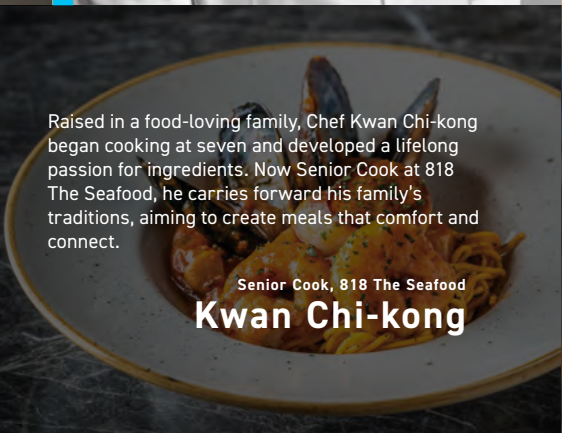 Raised in a food-loving family, Chef Kwan Chi-kong
began cooking at seven and developed a lifelong
passion for ingredients. Now Senior Cook at 818
The Seafood, he carries forward his family's
traditions, aiming to create meals that comfort and
connect.
Senior Cook, 818 The Seafood
Kwan Chi-kong